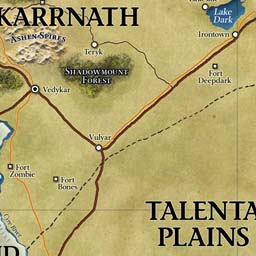 KARRNATH
LAKE
DARK
Irontown
ASHEN SPIRES
Teryk
SHADOWMOUNT
FOREST
Fort
Deepdark
Vedykar
Vulyar
Fort
Zombie
Fort
Bones
TALENTA
PLAINS